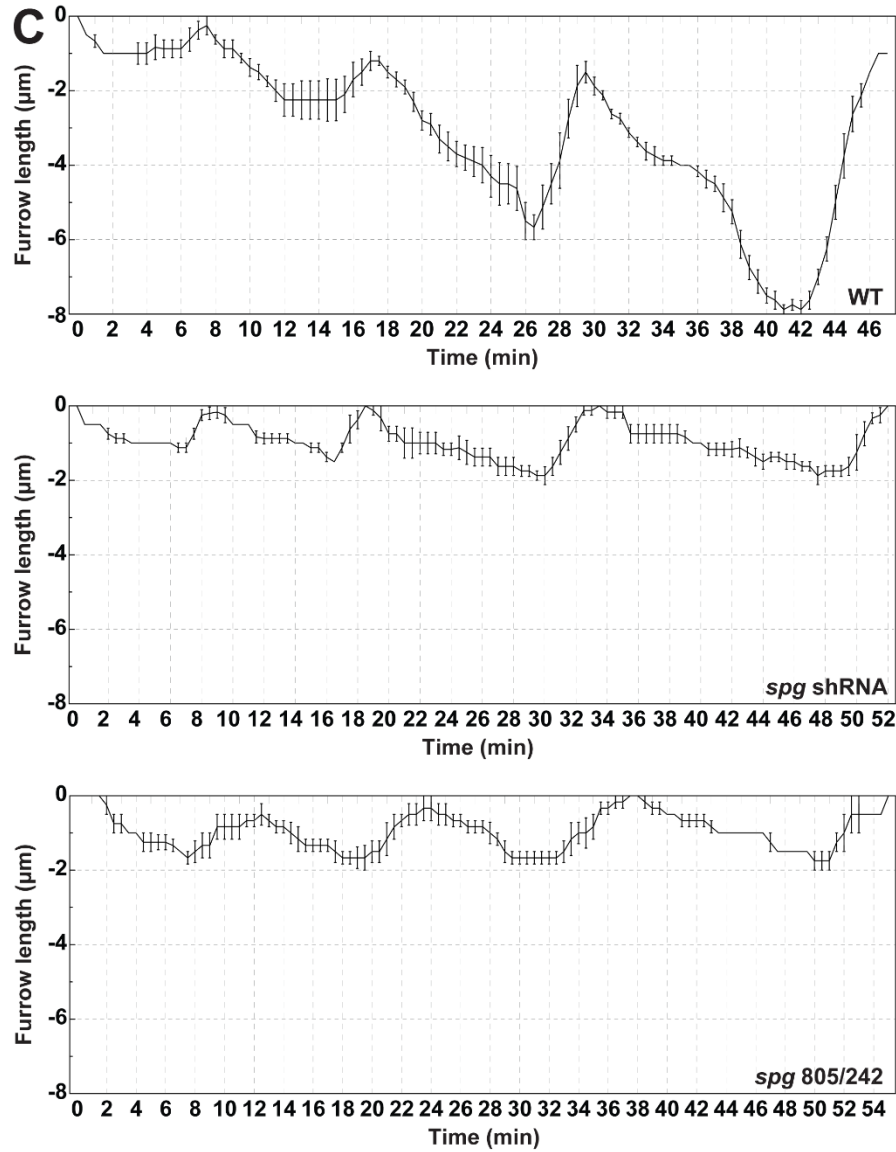 C
0
-2
-4
-6
-8
Furrow length (µm)
WT
0 2 4 6 8 10 12 14 16 18 20 22 24 26 28 30 32 34 36 38 40 42 44 46
Time (min)
0
-2
-4
-6
-8
Furrow length (µm)
spg shRNA
0 2 4 6 8 10 12 14 16 18 20 22 24 26 28 30 32 34 36 38 40 42 44 46 48 50 52
Time (min)
0
-2
-4
-6
-8
Furrow length (µm)
spg 805/242
0 2 4 6 8 10 12 14 16 18 20 22 24 26 28 30 32 34 36 38 40 42 44 46 48 50 52 54
Time (min)